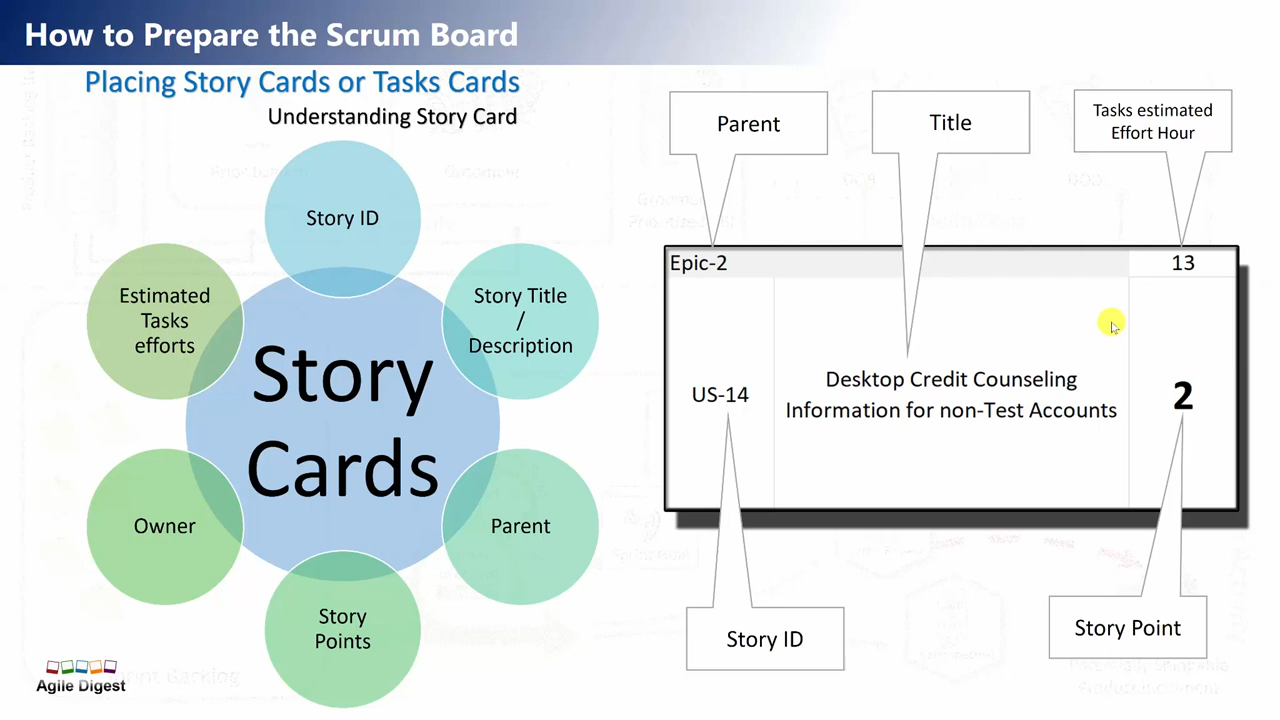 How to Prepare the Scrum Board
Placing Story Cards or Tasks Cards
Understanding Story Card
Story ID
Story Title
/
Description
Parent
Story
Points
Owner
Estimated
Tasks
efforts
Story
Cards
Parent
Title
Tasks estimated
Effort Hour
Epic-2
13
US-14
Desktop Credit Counseling
Information for non-Test Accounts
2
Story ID
Story Point
Agile Digest